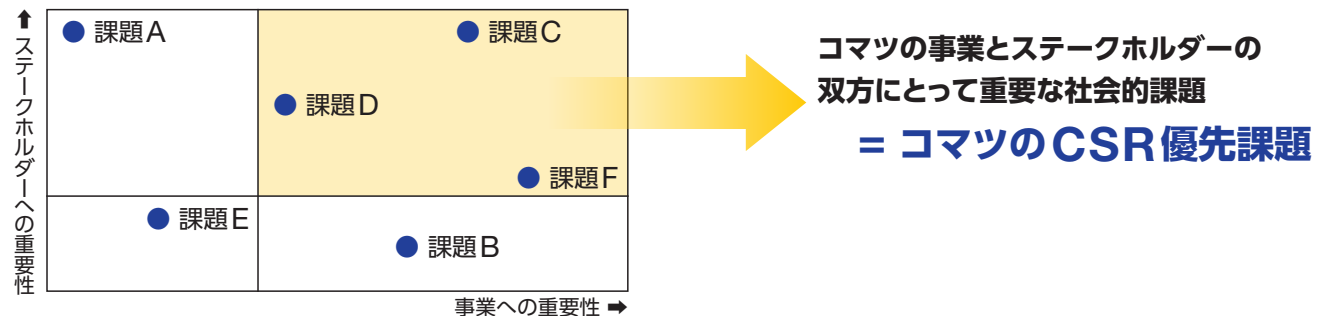 ⬆ステークホルダーへの重要性
課題A
課題C
課題D
課題F
課題E
課題B
事業への重要性➡
コマツの事業とステークホルダーの
双方にとって重要な社会的課題
= コマツのCSR優先課題